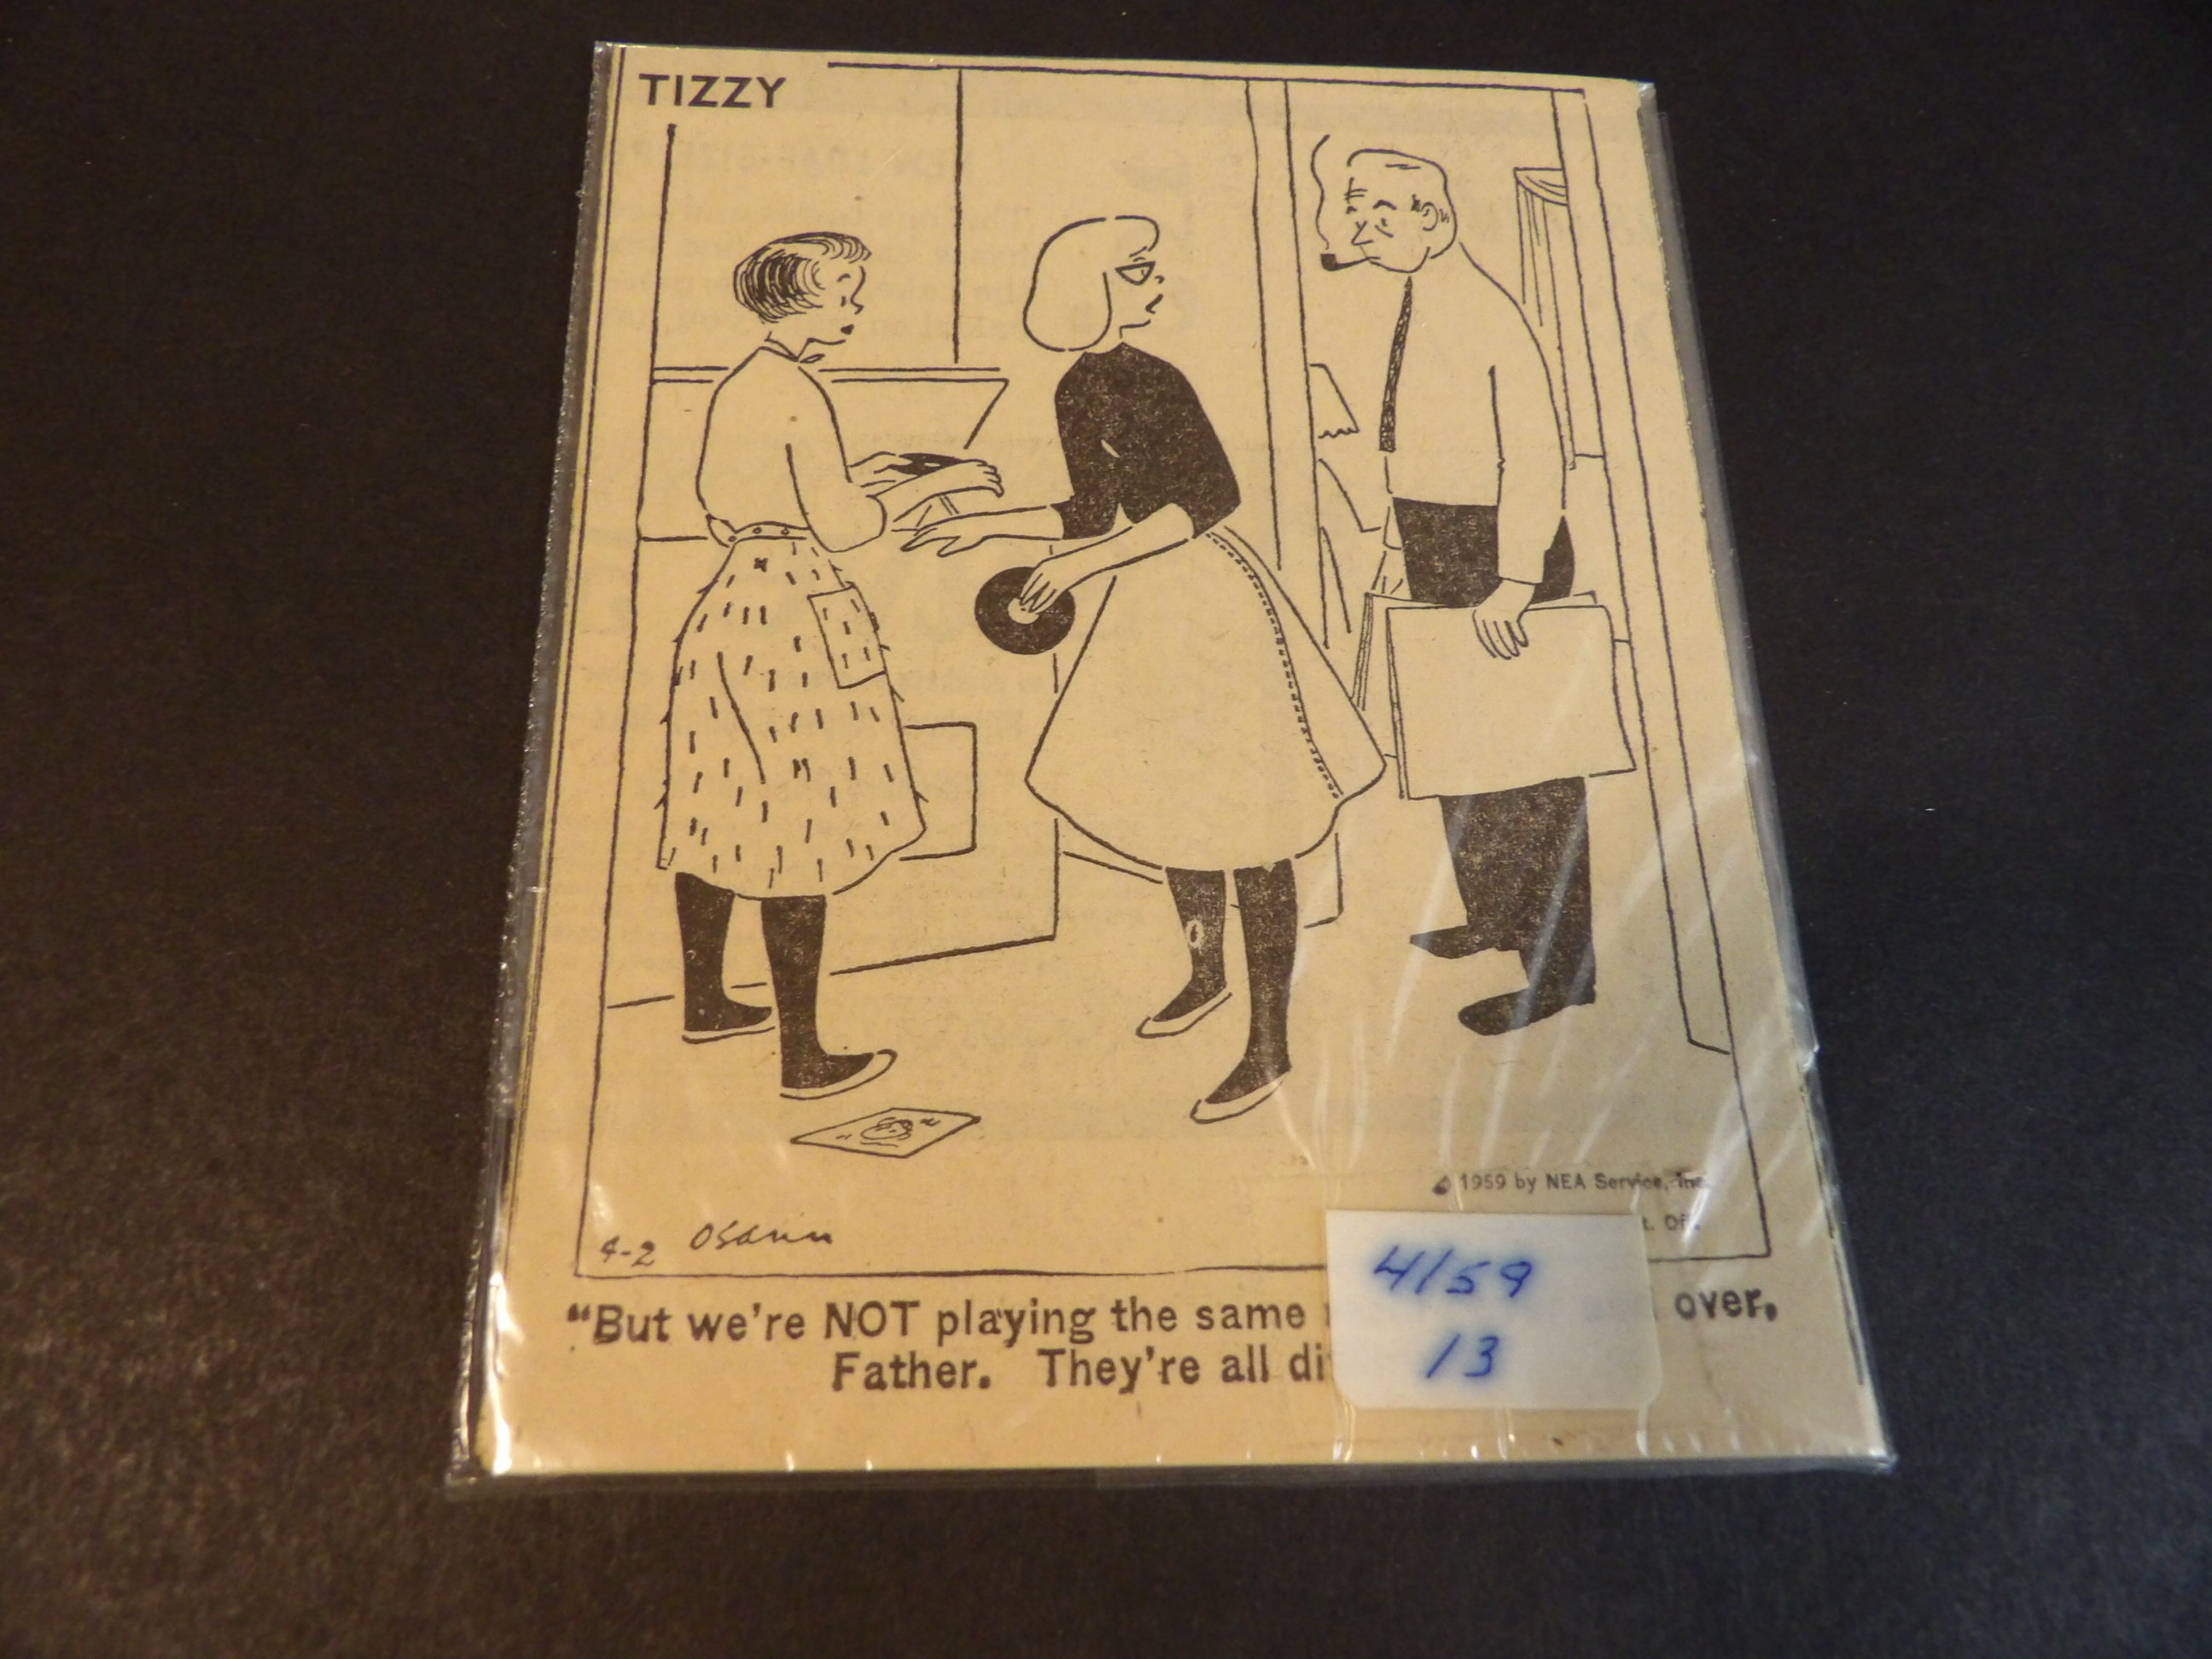 TIZZY
© 1959 by NEA Service, Inc.
t. Off.
4-2 Osann
4/59
13
“But we're NOT playing the same over.
Father. They're all di